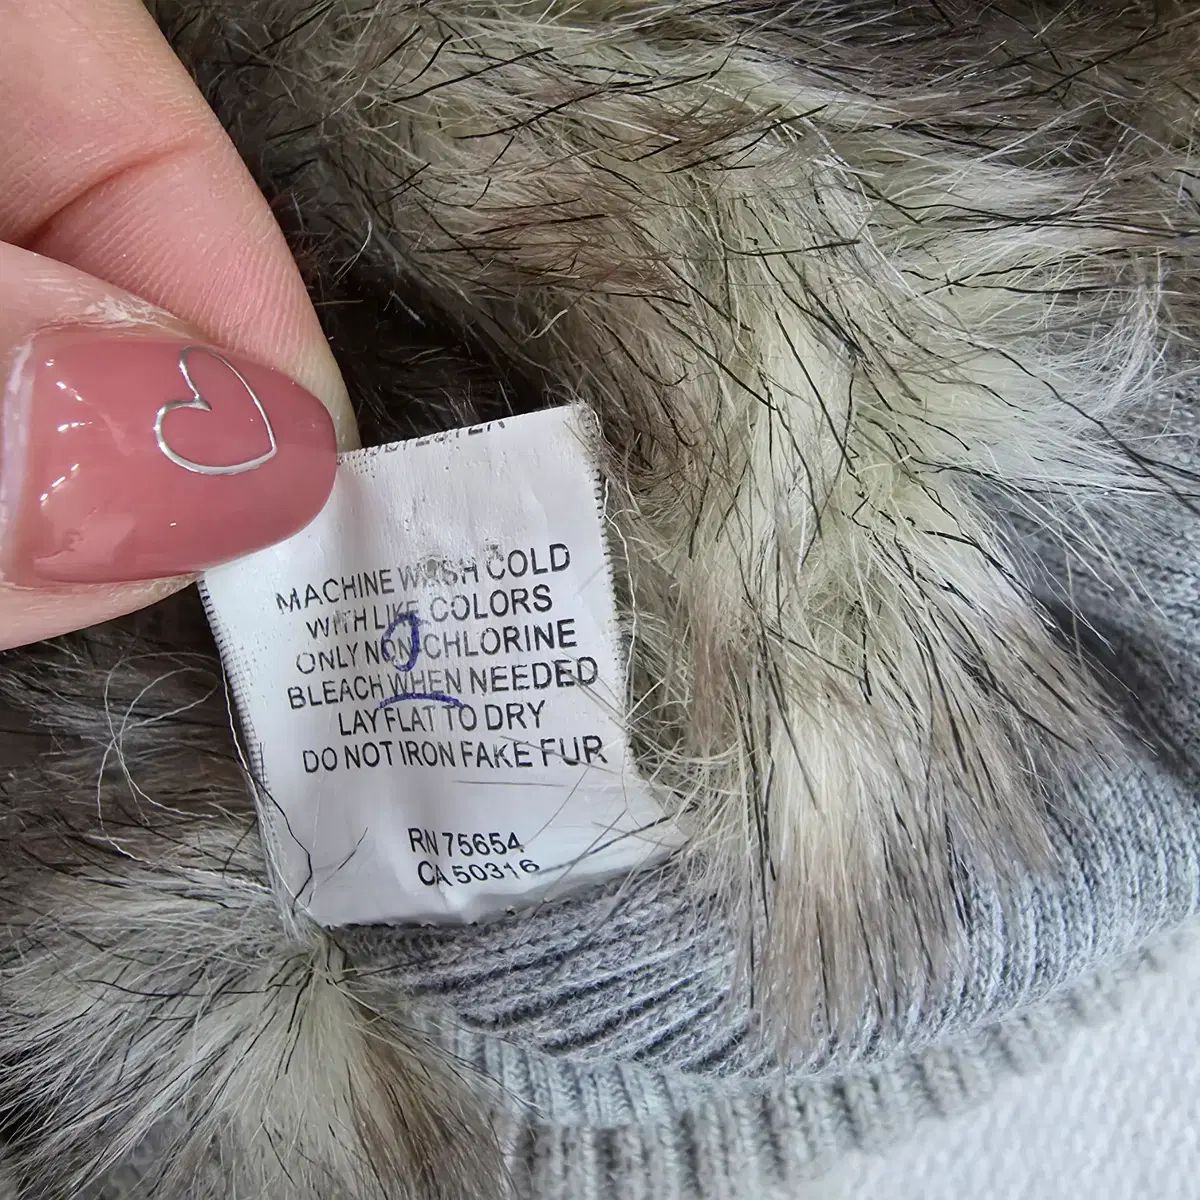 MACHINE WASH COLD
WITH LIKE COLORS
ONLY NON-CHLORINE
BLEACH WHEN NEEDED
LAY FLAT TO DRY
DO NOT IRON FAKE FUR
RN 75654
CA 50316